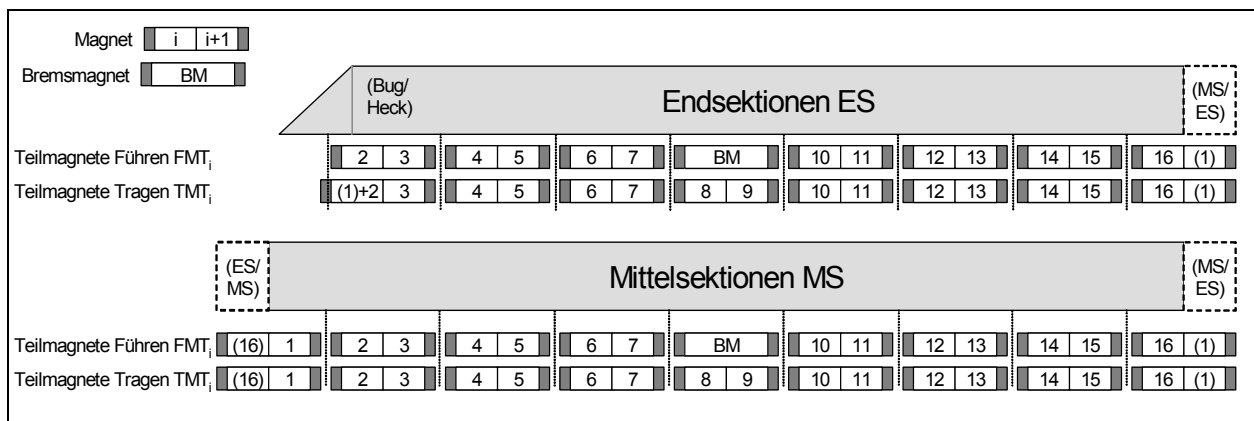 Magnet i i+1
Bremsmagnet BM
(Bug/
Heck)
Endsektionen ES
(MS/
ES)
Teilmagnete Führen FMTi 2 3 4 5 6 7 BM 10 11 12 13 14 15 16 (1)
Teilmagnete Tragen TMTi (1)+2 3 4 5 6 7 8 9 10 11 12 13 14 15 16 (1)
(ES/
MS)
Mittelsektionen MS
(MS/
ES)
Teilmagnete Führen FMTi (16) 1 2 3 4 5 6 7 BM 10 11 12 13 14 15 16 (1)
Teilmagnete Tragen TMTi (16) 1 2 3 4 5 6 7 8 9 10 11 12 13 14 15 16 (1)